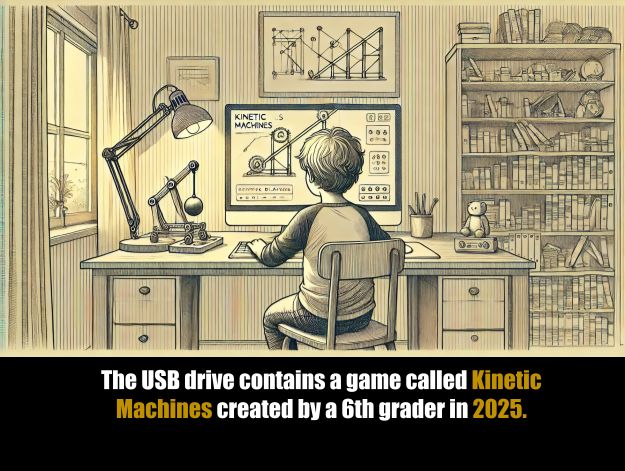 KINETIC
MACHINES
The USB drive contains a game called Kinetic
Machines created by a 6th grader in 2025.